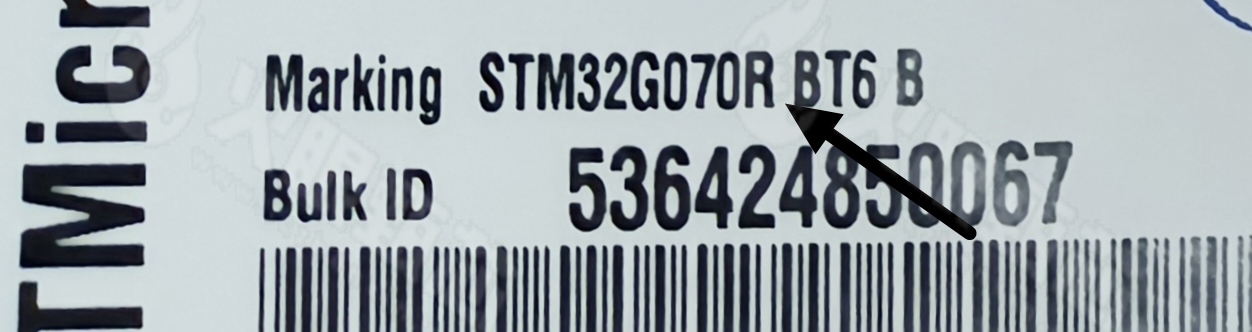 TMicr
Marking STM32G070R BT6 B
Bulk ID 536424850067